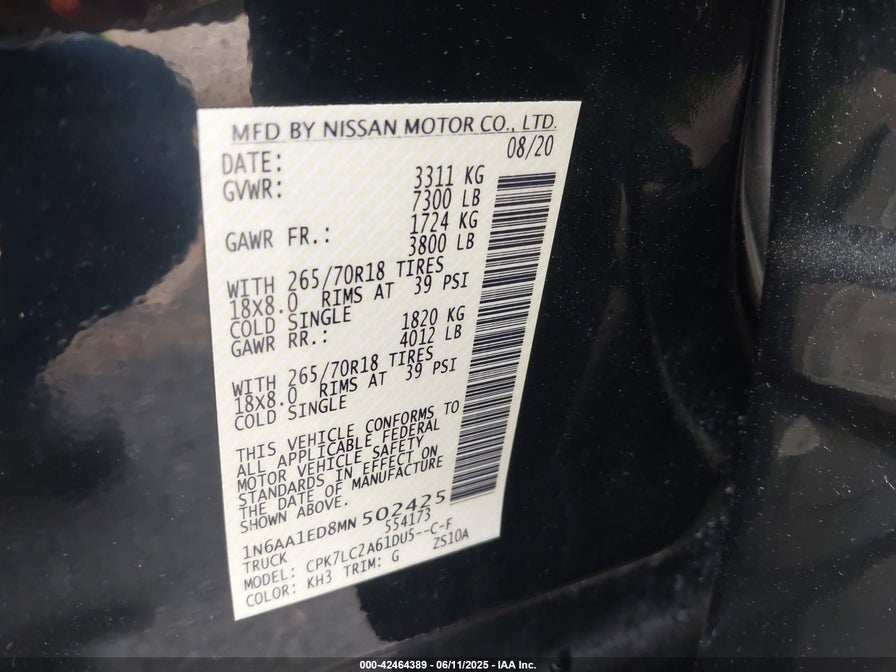 MFD BY NISSAN MOTOR CO., LTD.
DATE: 08/20
GVWR: 3311 KG
7300 LB
GAWR FR.: 1724 KG
3800 LB
WITH 265/70R18 TIRES
18X8.0 RIMS AT 39 PSI
COLD SINGLE
GAWR RR.: 1820 KG
4012 LB
WITH 265/70R18 TIRES
18X8.0 RIMS AT 39 PSI
COLD SINGLE
THIS VEHICLE CONFORMS TO
ALL APPLICABLE FEDERAL
MOTOR VEHICLE SAFETY
STANDARDS IN EFFECT ON
THE DATE OF MANUFACTURE
SHOWN ABOVE.
1N6AA1ED8MN502425
TRUCK 554173
MODEL: CPK7LC2A61DU5--C-F
COLOR: KH3 TRIM: G ZS10A
000-42464389 - 06/11/2025 - IAA Inc.